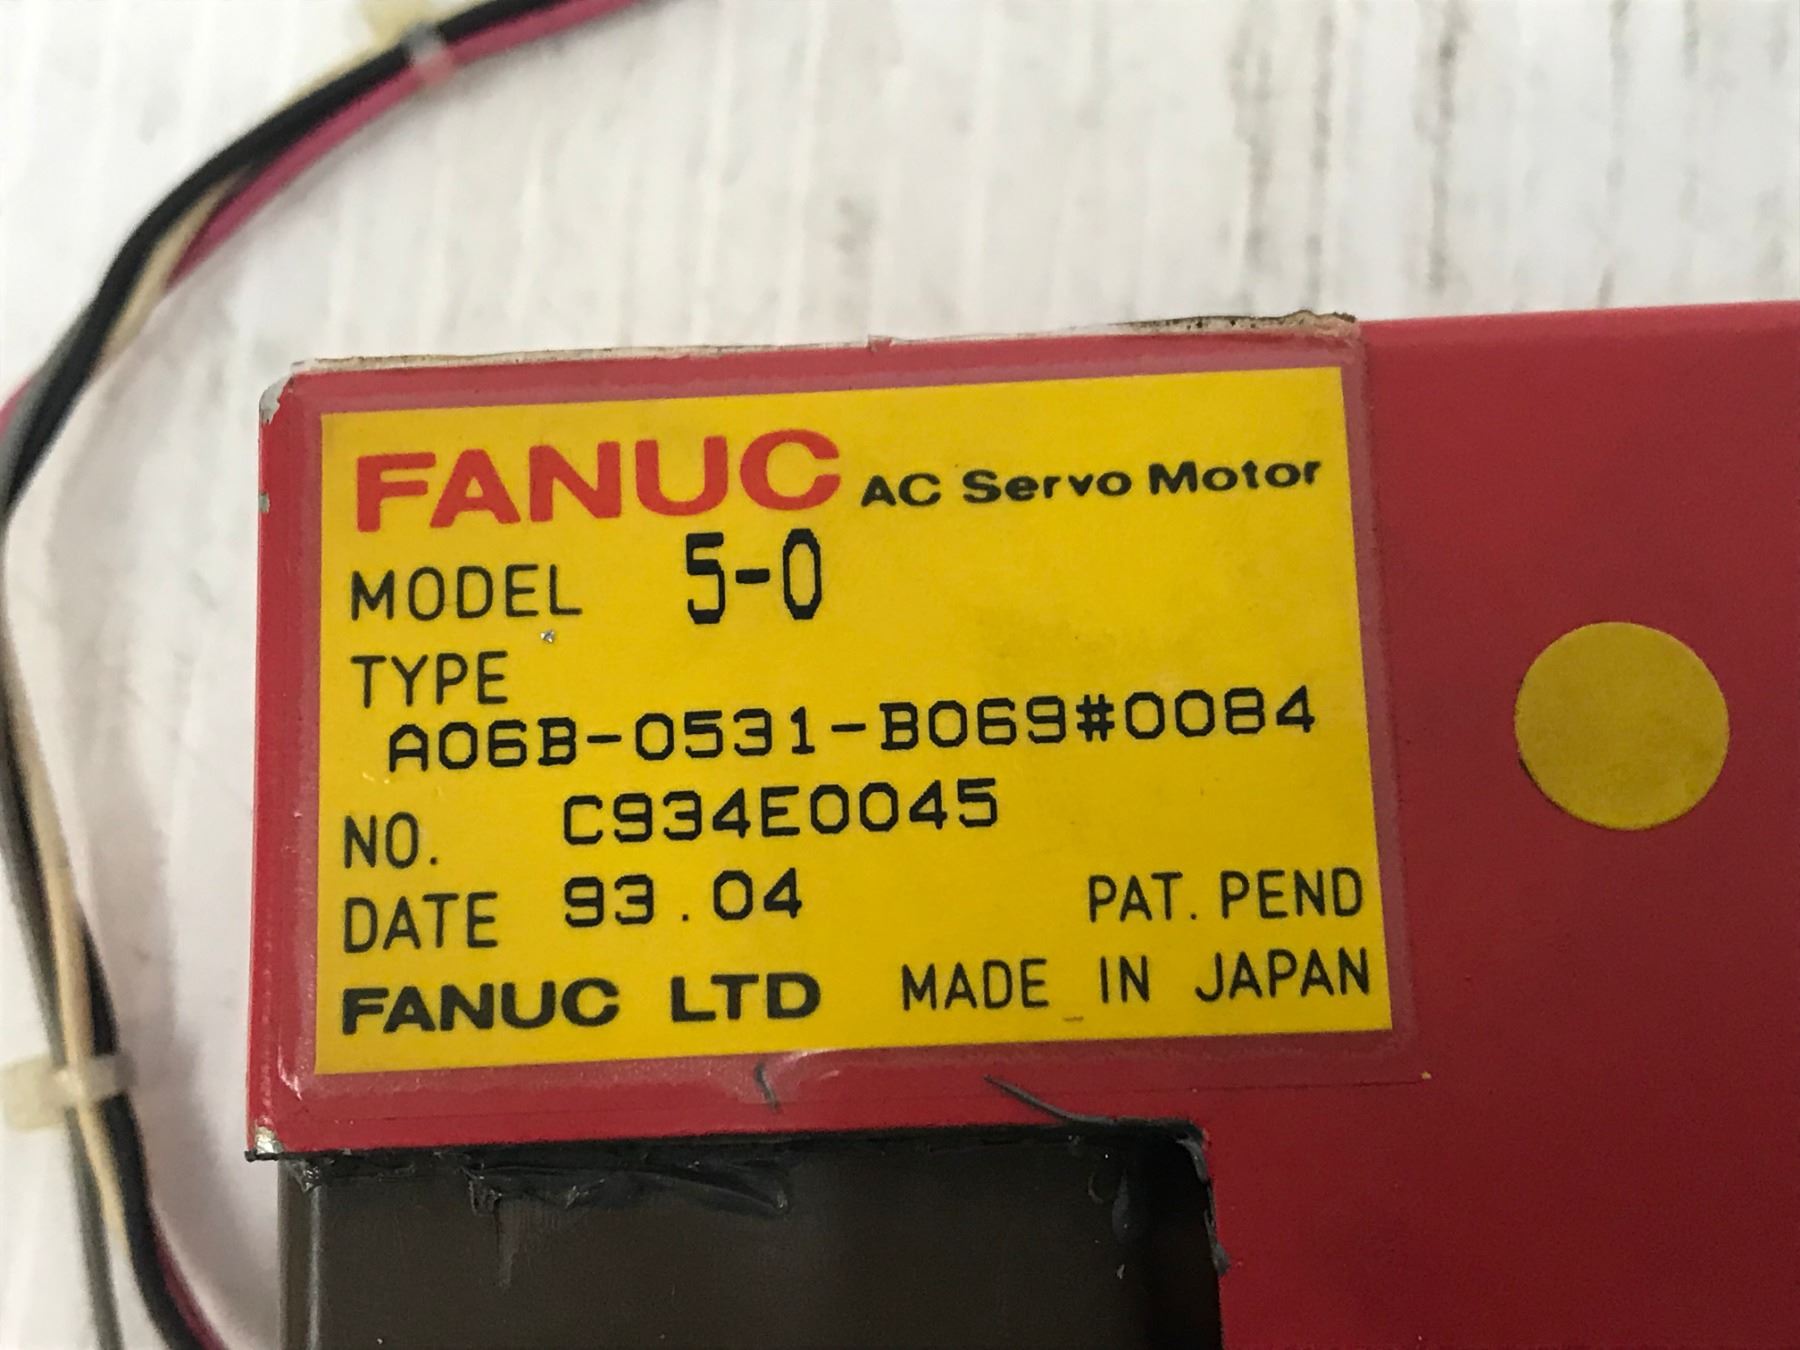 FANUC AC Servo Motor
MODEL 5-0
TYPE
A06B-0531-B069#0084
NO. C934E0045
DATE 93.04 PAT. PEND
FANUC LTD MADE IN JAPAN